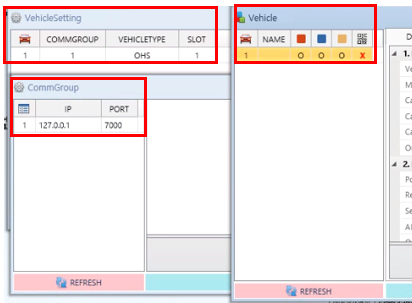 VehicleSetting
COMMGROUP VEHICLETYPE SLOT
1 1 OHS 1
CommGroup
IP PORT
1 127.0.0.1 7000
REFRESH
Vehicle
NAME
1 O O O X
REFRESH
D
1.
Ve
M
Ca
Ca
Ca
Ol
2.
Po
Re
Se